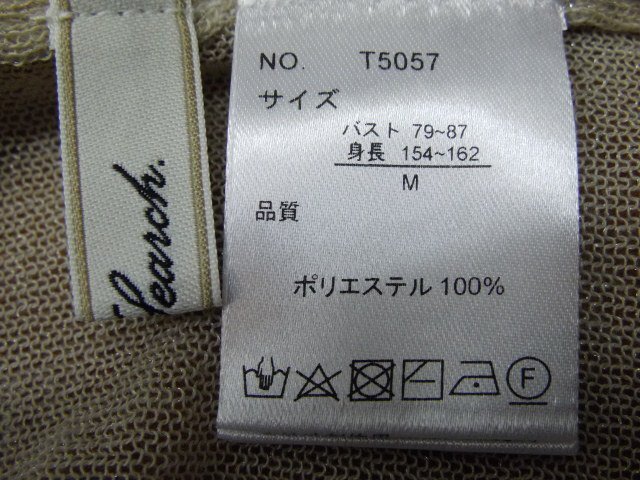 Search.
NO. T5057
サイズ
バスト 79~87
身長 154~162
M
品質
ポリエステル 100%
F